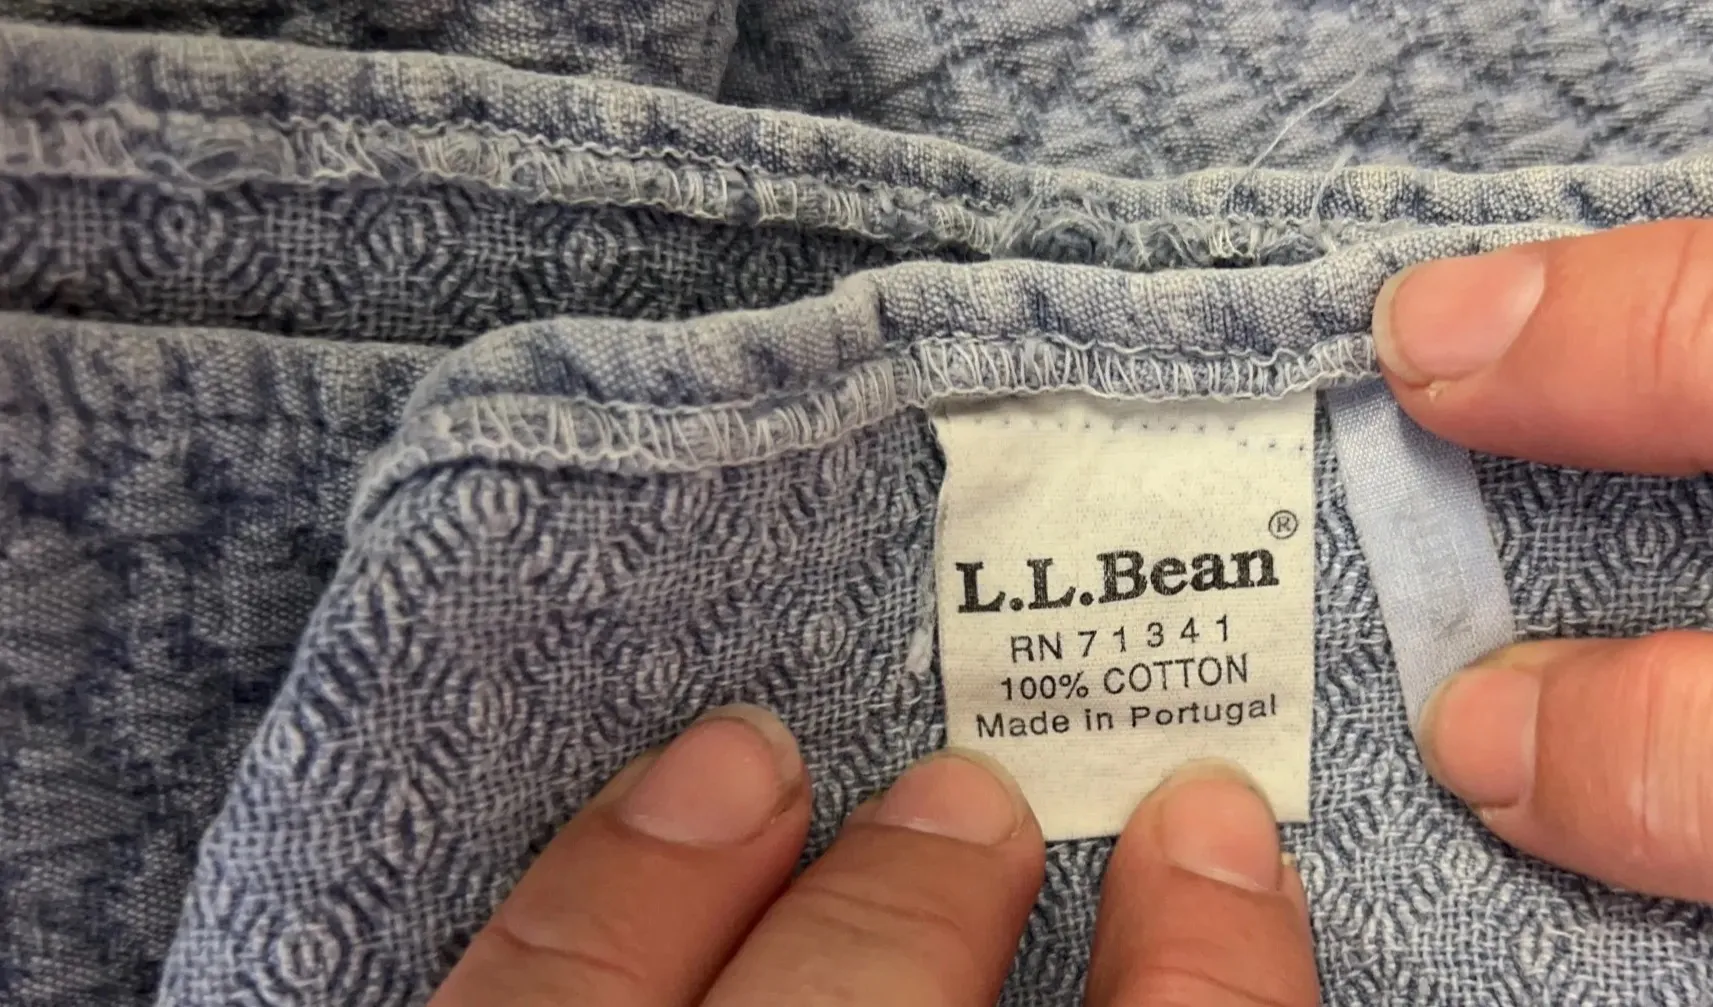 L.L.Bean®
RN 71341
100% COTTON
Made in Portugal